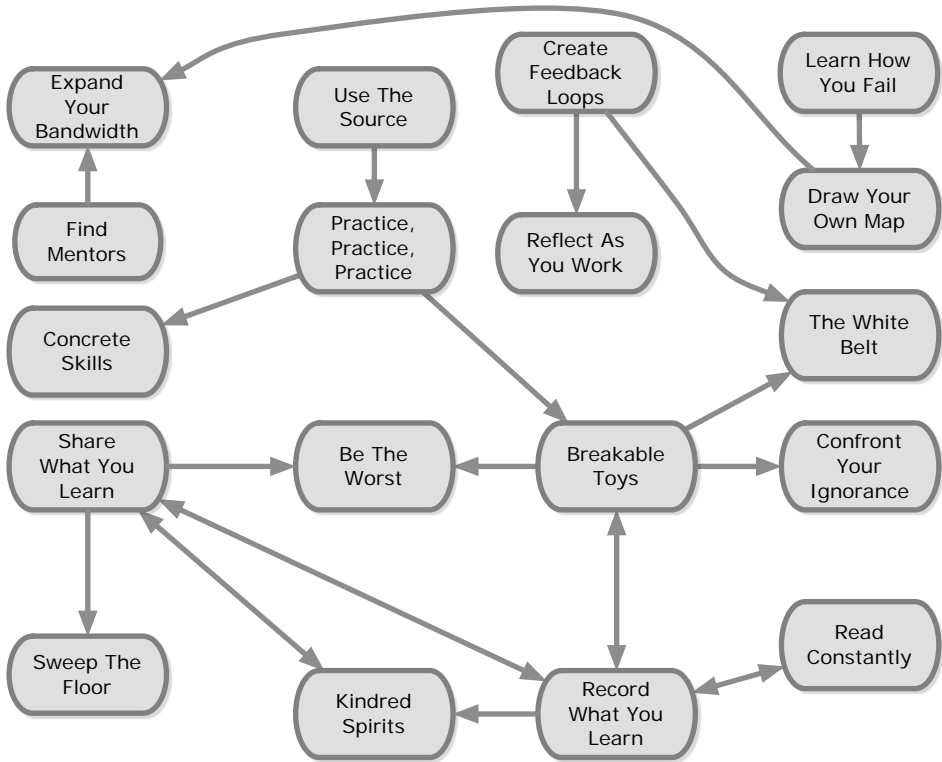 Expand
Your
Bandwidth
Use The
Source
Create
Feedback
Loops
Learn How
You Fail
Find
Mentors
Practice,
Practice,
Practice
Reflect As
You Work
Draw Your
Own Map
Concrete
Skills
The White
Belt
Share
What You
Learn
Be The
Worst
Breakable
Toys
Confront
Your
Ignorance
Sweep The
Floor
Kindred
Spirits
Record
What You
Learn
Read
Constantly